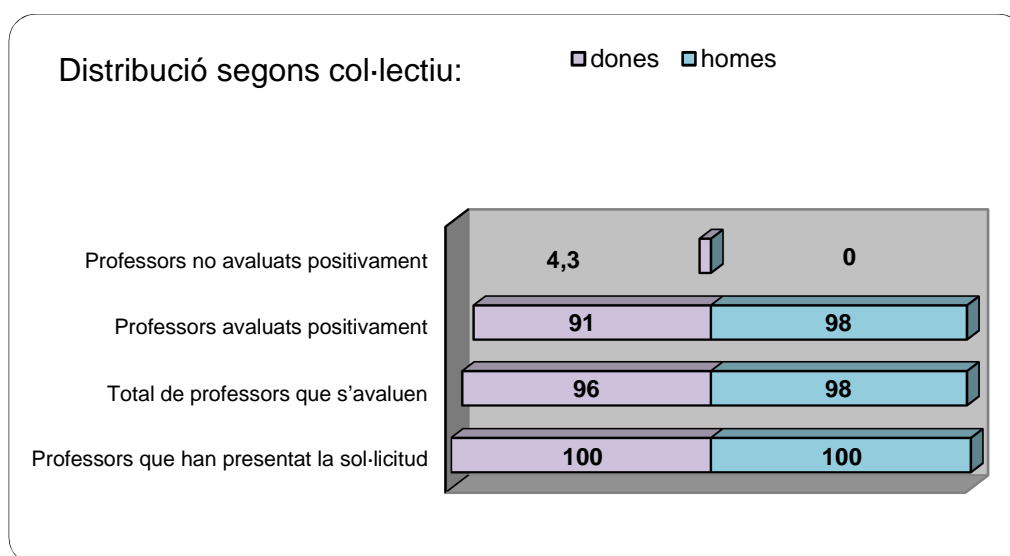 Distribució segons col·lectiu:
dones homes
Professors no avaluats positivament 4,3 0
Professors avaluats positivament 91 98
Total de professors que s’avaluen 96 98
Professors que han presentat la sol·licitud 100 100